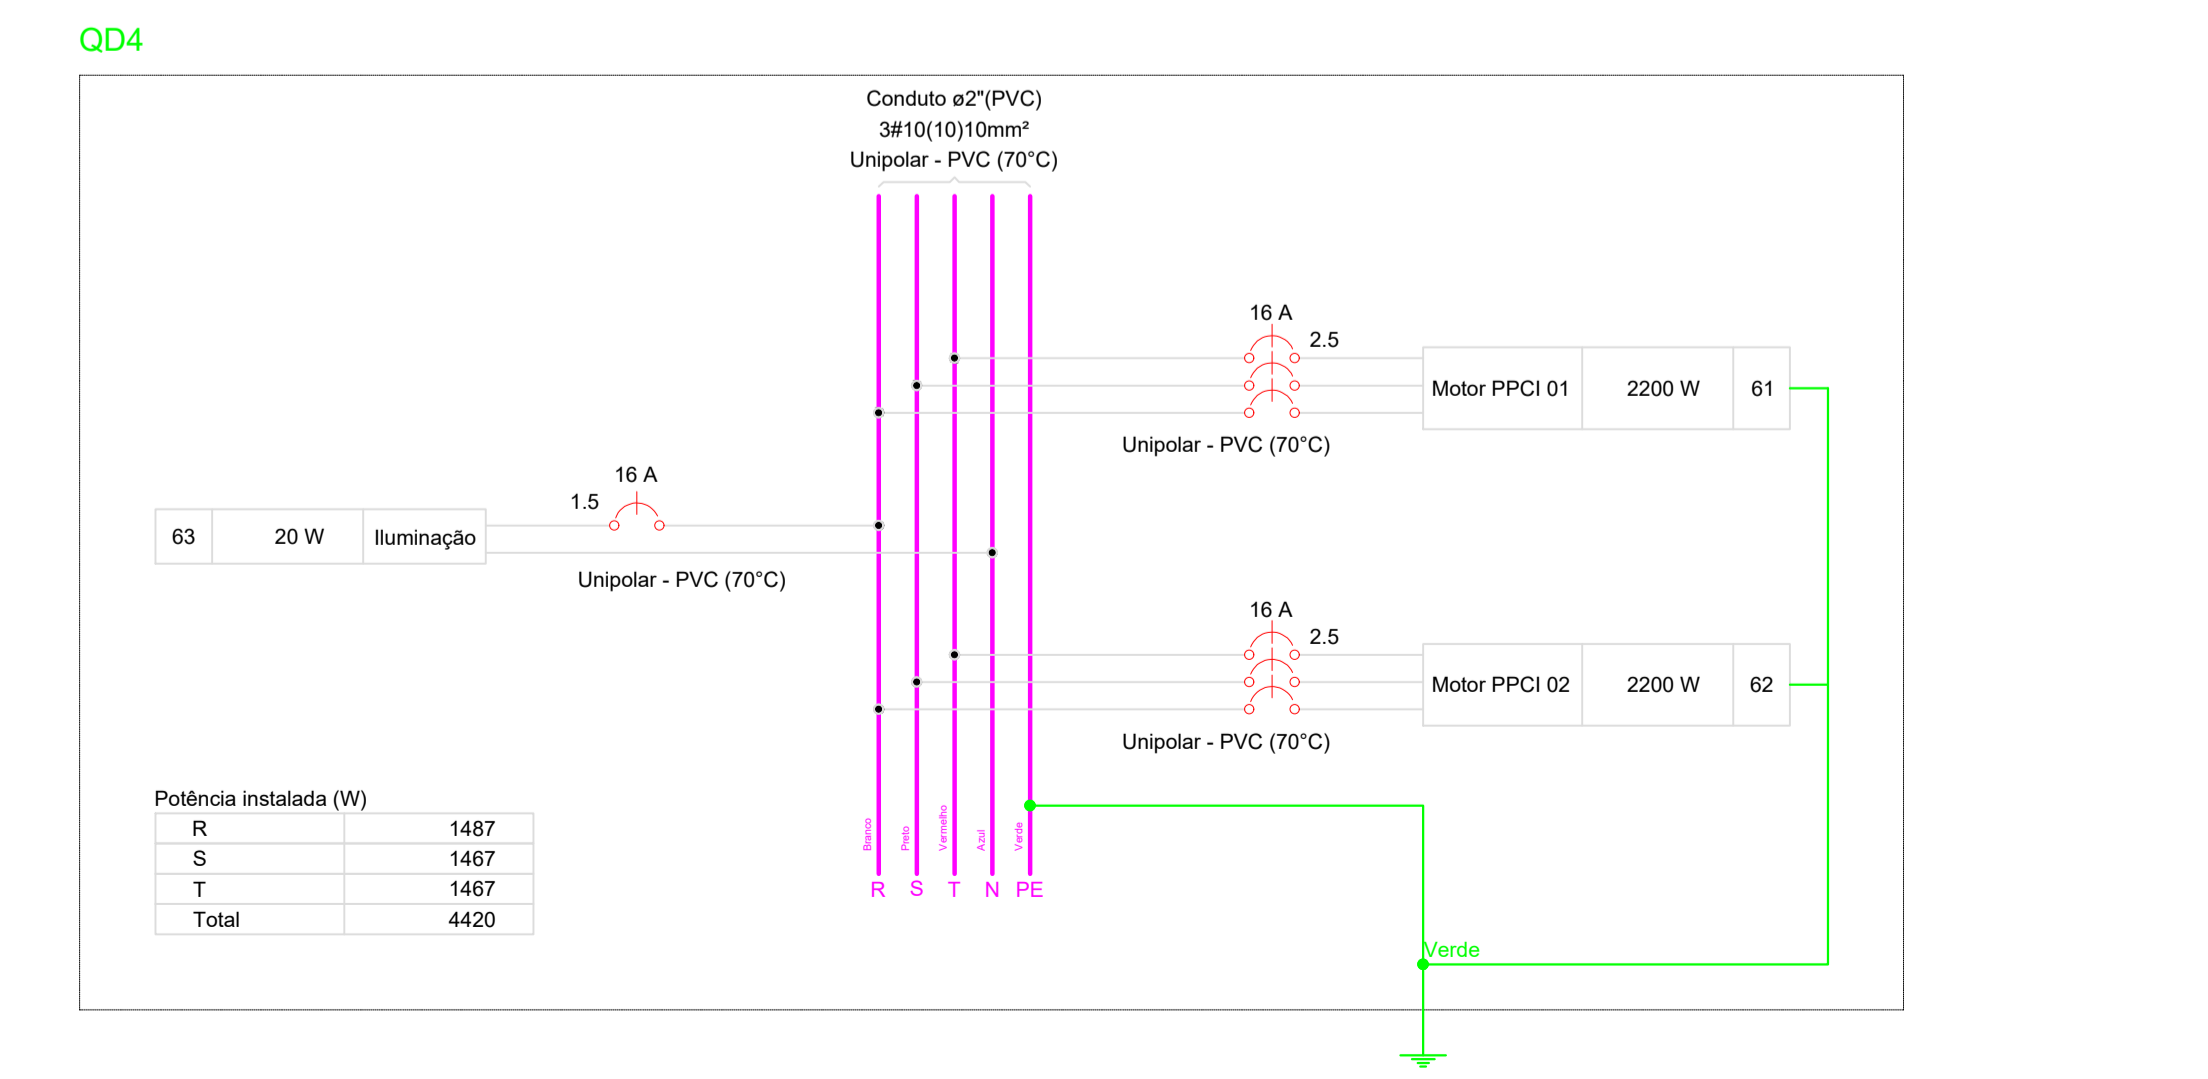 QD4
Conduto ø2"(PVC)
3#10(10)10mm²
Unipolar - PVC (70°C)
16 A
2.5
Motor PPCI 01 2200 W 61
Unipolar - PVC (70°C)
16 A
1.5
63 20 W Iluminação
Unipolar - PVC (70°C)
16 A
2.5
Motor PPCI 02 2200 W 62
Unipolar - PVC (70°C)
Potência instalada (W)
R 1487
S 1467
T 1467
Total 4420
Branco Preto Vermelho Azul Verde
R S T N PE
Verde